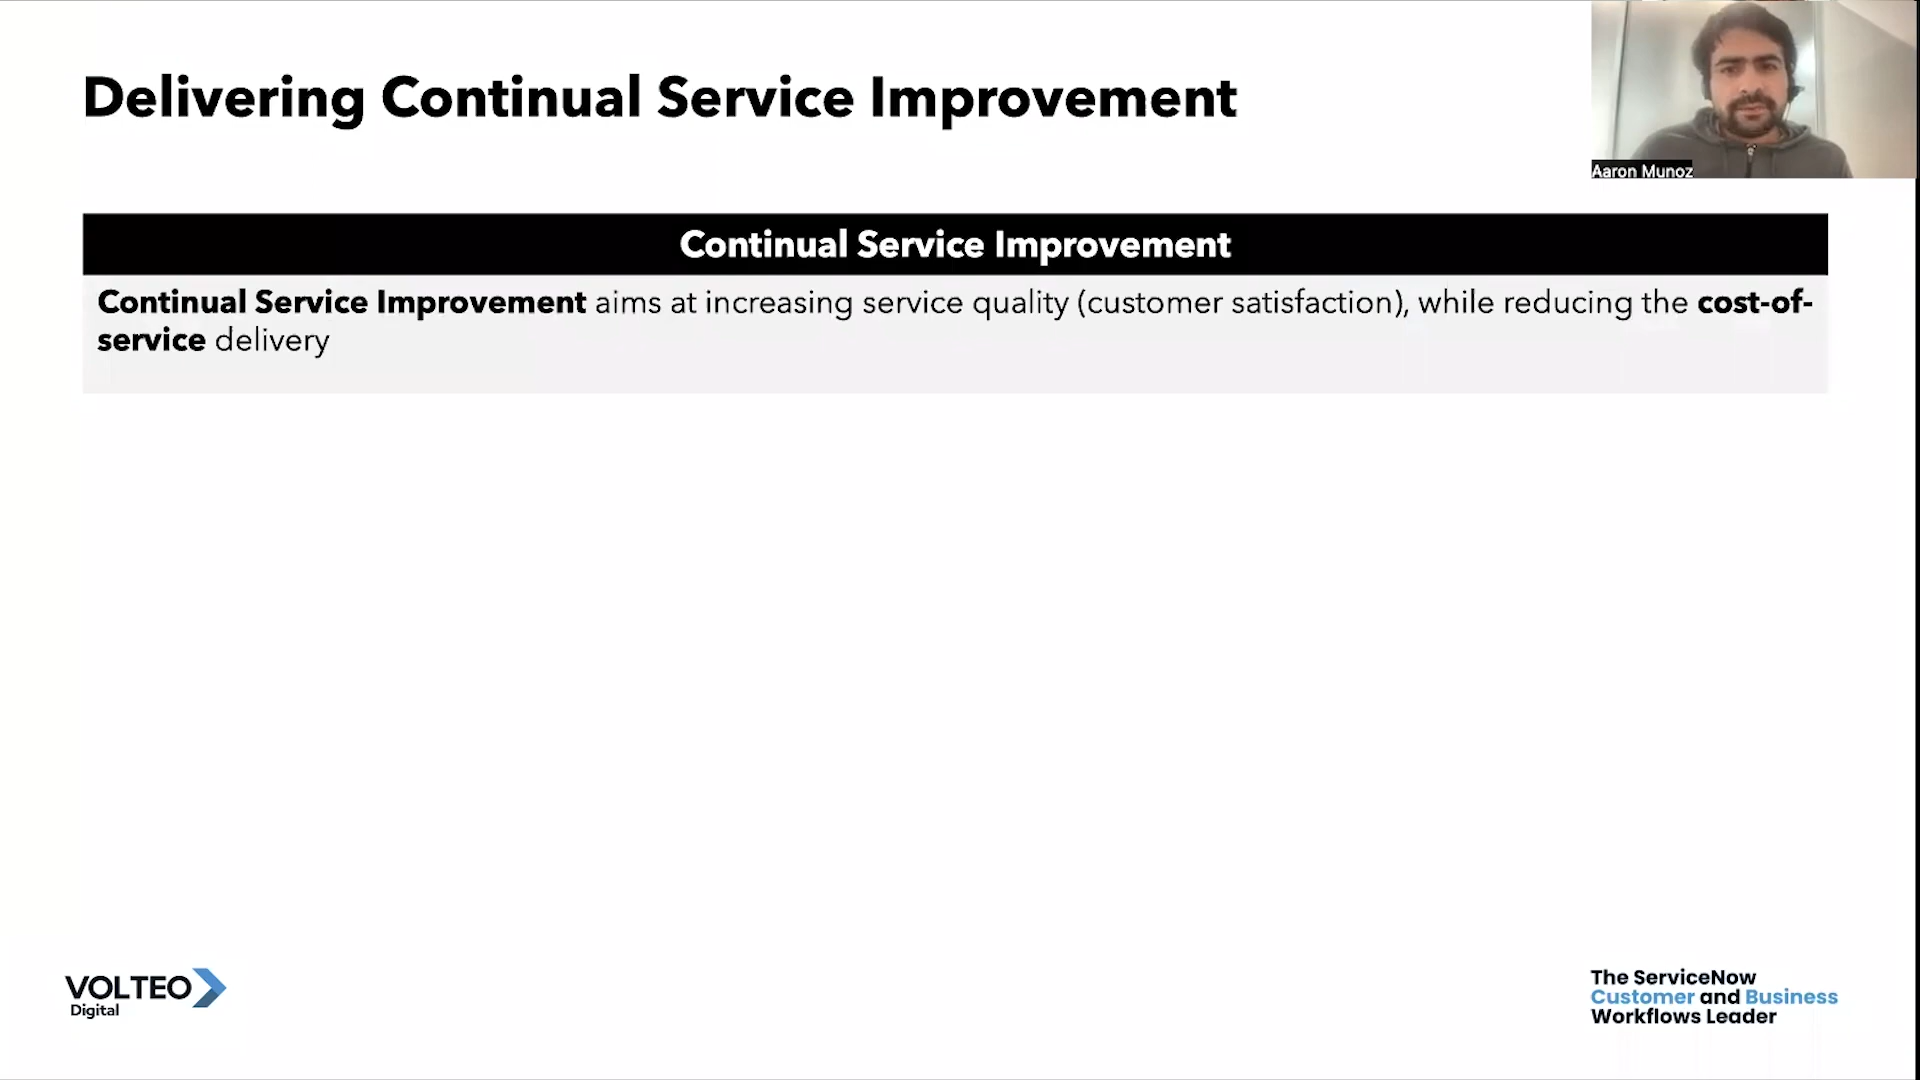 Delivering Continual Service Improvement
Aaron Munoz
Continual Service Improvement
Continual Service Improvement aims at increasing service quality (customer satisfaction), while reducing the cost-of-
service delivery
VOLTEO
Digital
The ServiceNow
Customer and Business
Workflows Leader